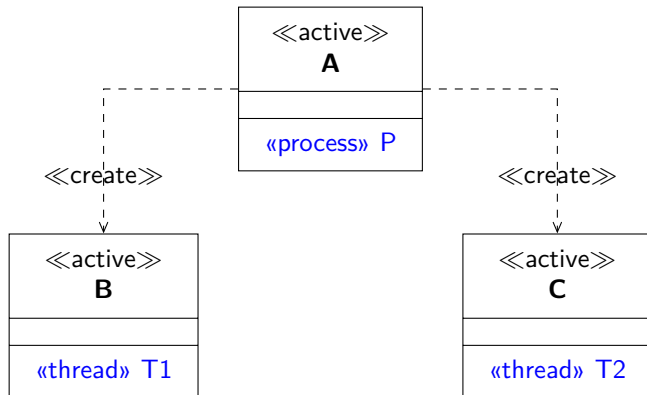 ≪active≫
A
«process» P
≪create≫
≪create≫
≪active≫
B
«thread» T1
≪active≫
C
«thread» T2